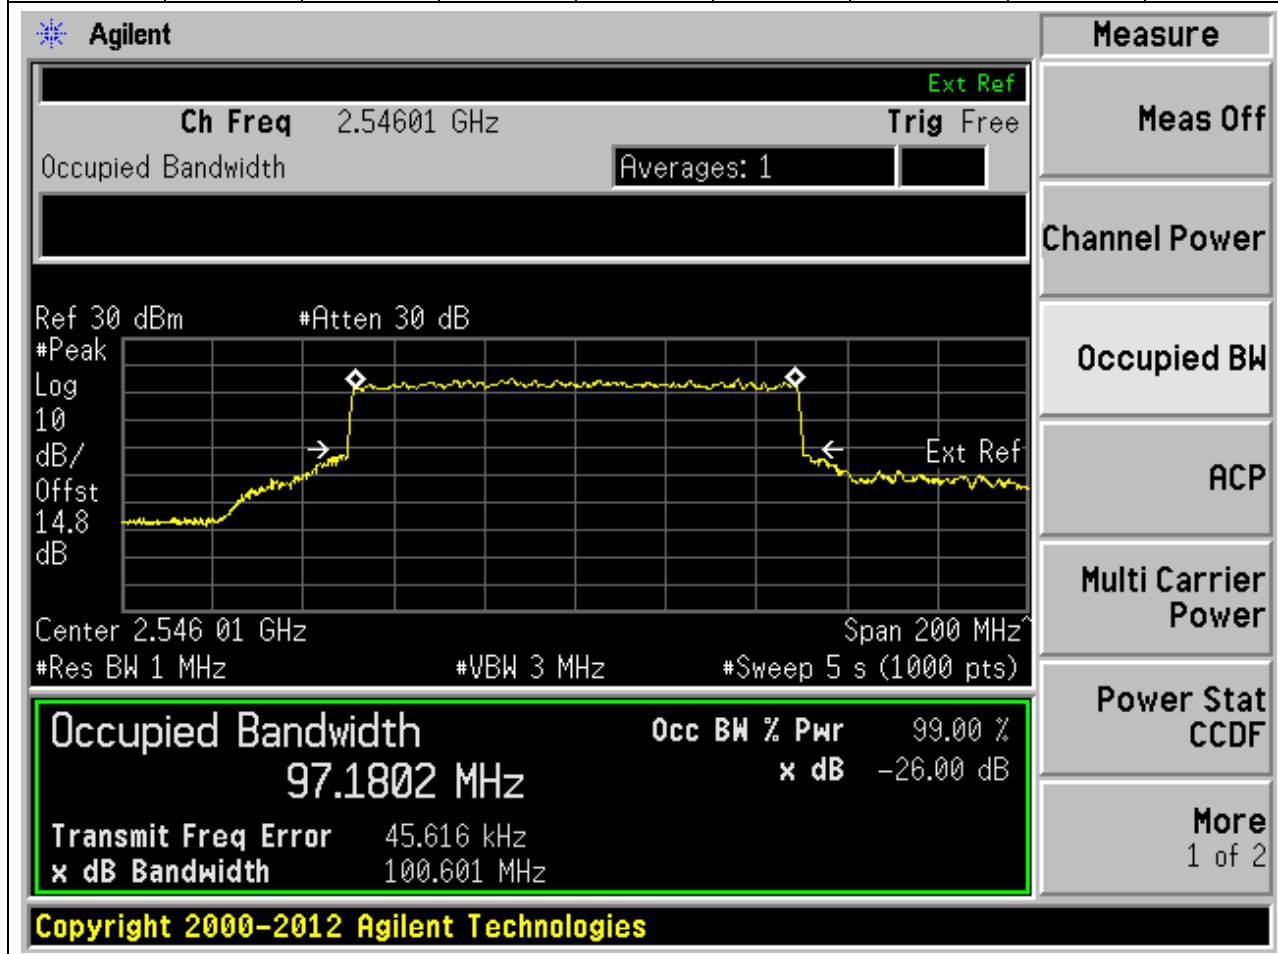 Agilent
Measure
Ext Ref
Ch Freq 2.54601 GHz Trig Free
Meas Off
Occupied Bandwidth Averages: 1
Channel Power
Ref 30 dBm #Atten 30 dB
#Peak
Log
10
dB/
Offst
14.8
dB
Ext Ref
Occupied BW
ACP
Center 2.546 01 GHz Span 200 MHz^
#Res BW 1 MHz #VBW 3 MHz #Sweep 5 s (1000 pts)
Multi Carrier
Power
Occupied Bandwidth Occ BW % Pwr 99.00 %
97.1802 MHz x dB -26.00 dB
Transmit Freq Error 45.616 kHz
x dB Bandwidth 100.601 MHz
Power Stat
CCDF
More
1 of 2
Copyright 2000-2012 Agilent Technologies